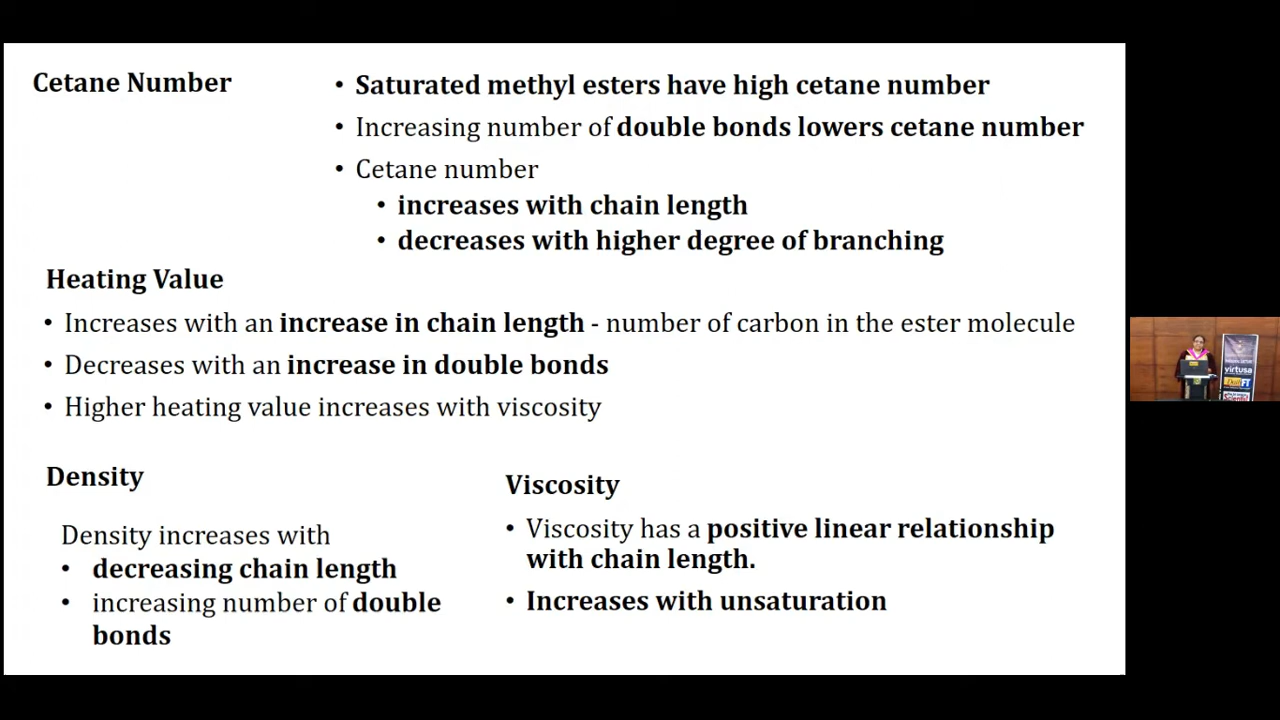 Cetane Number
• Saturated methyl esters have high cetane number
• Increasing number of double bonds lowers cetane number
• Cetane number
• increases with chain length
• decreases with higher degree of branching
Heating Value
• Increases with an increase in chain length - number of carbon in the ester molecule
• Decreases with an increase in double bonds
• Higher heating value increases with viscosity
Density
Density increases with
• decreasing chain length
• increasing number of double
bonds
Viscosity
• Viscosity has a positive linear relationship
with chain length.
• Increases with unsaturation
virtusa